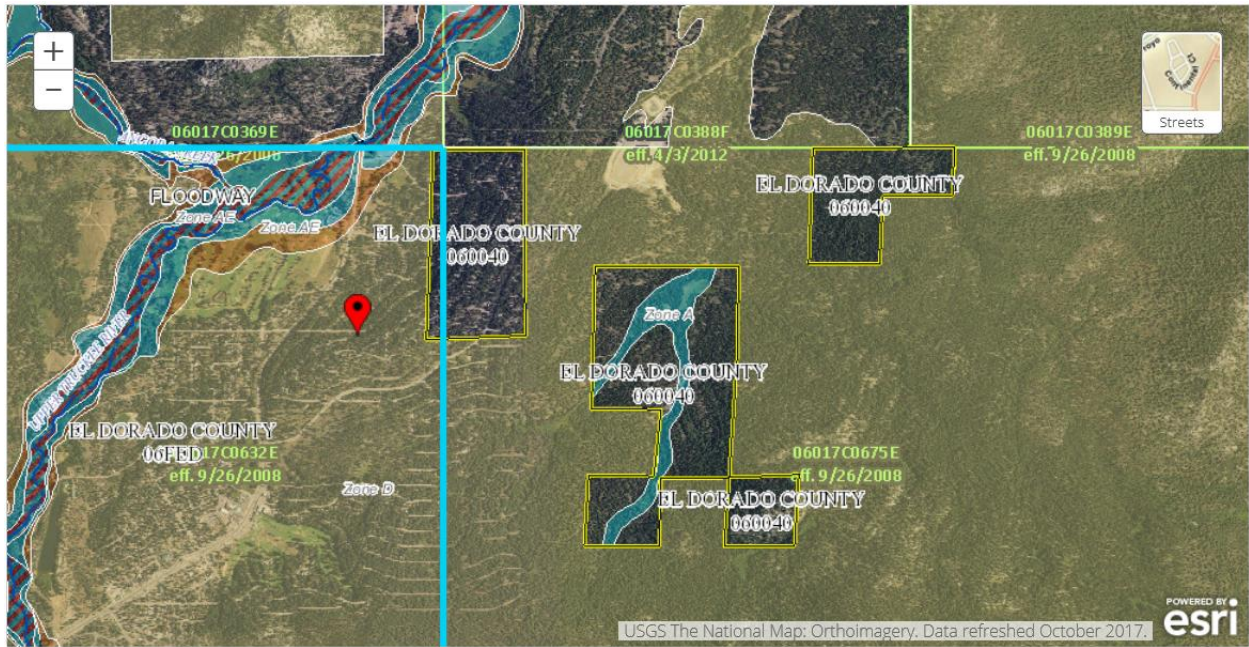 +
−
Streets
06017C0369E
06017C0388F
eff. 4/3/2012
06017C0389E
eff. 9/26/2008
FLOODWAY
Zone AE
Zone AE
EL DORADO COUNTY
060040
EL DORADO COUNTY
060040
Zone A
EL DORADO COUNTY
060040
UPPER TRUCKEE RIVER
EL DORADO COUNTY
06FED
eff. 9/26/2008
Zone D
06017C0675E
eff. 9/26/2008
EL DORADO COUNTY
060040
USGS The National Map: Orthoimagery. Data refreshed October 2017.
POWERED BY
esri